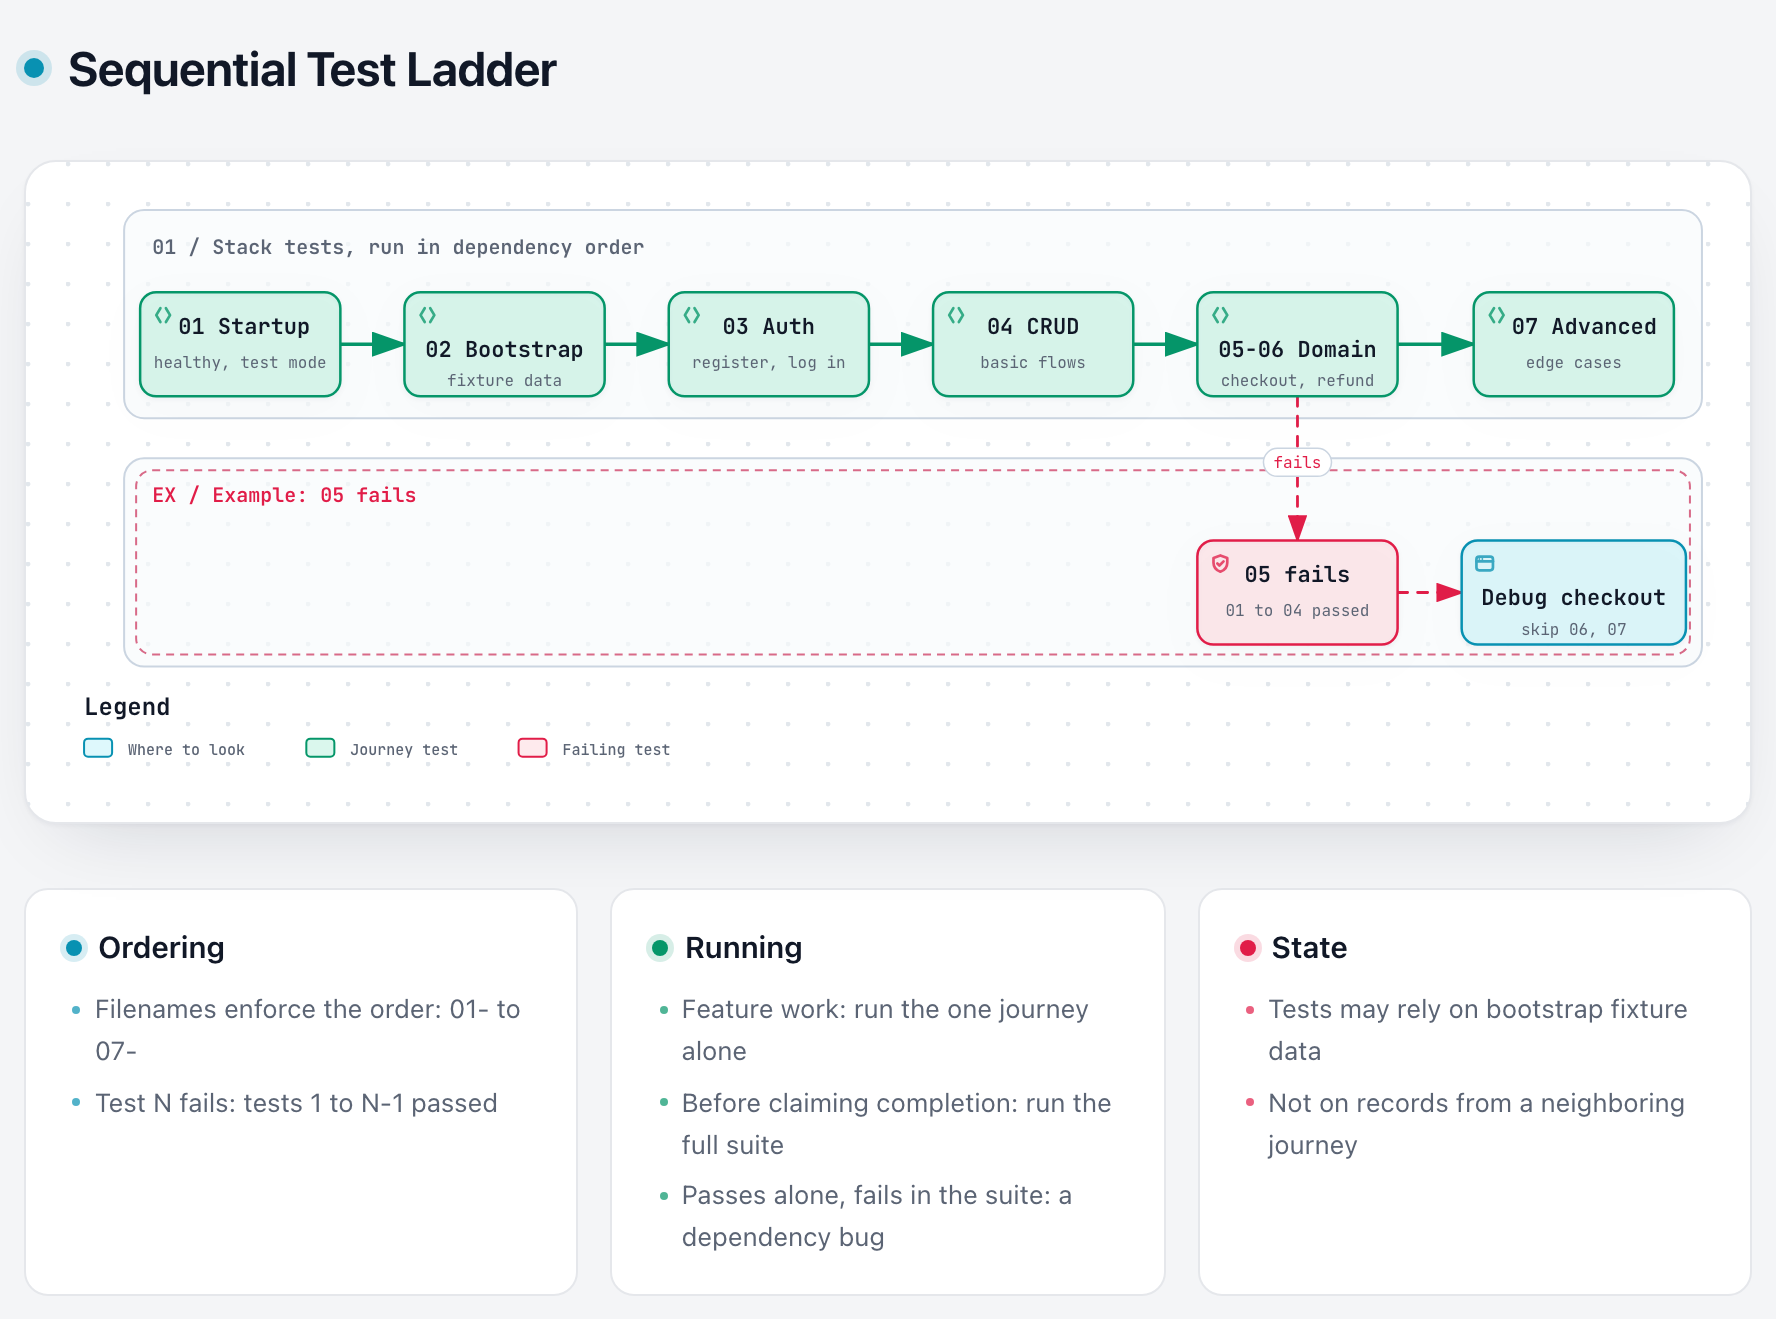 Sequential Test Ladder
01 / Stack tests, run in dependency order
01 Startup
healthy, test mode
02 Bootstrap
fixture data
03 Auth
register, log in
04 CRUD
basic flows
05-06 Domain
checkout, refund
07 Advanced
edge cases
fails
EX / Example: 05 fails
05 fails
01 to 04 passed
Debug checkout
skip 06, 07
Legend
Where to look
Journey test
Failing test
Ordering
Filenames enforce the order: 01- to
07-
Test N fails: tests 1 to N-1 passed
Running
Feature work: run the one journey
alone
Before claiming completion: run the
full suite
Passes alone, fails in the suite: a
dependency bug
State
Tests may rely on bootstrap fixture
data
Not on records from a neighboring
journey